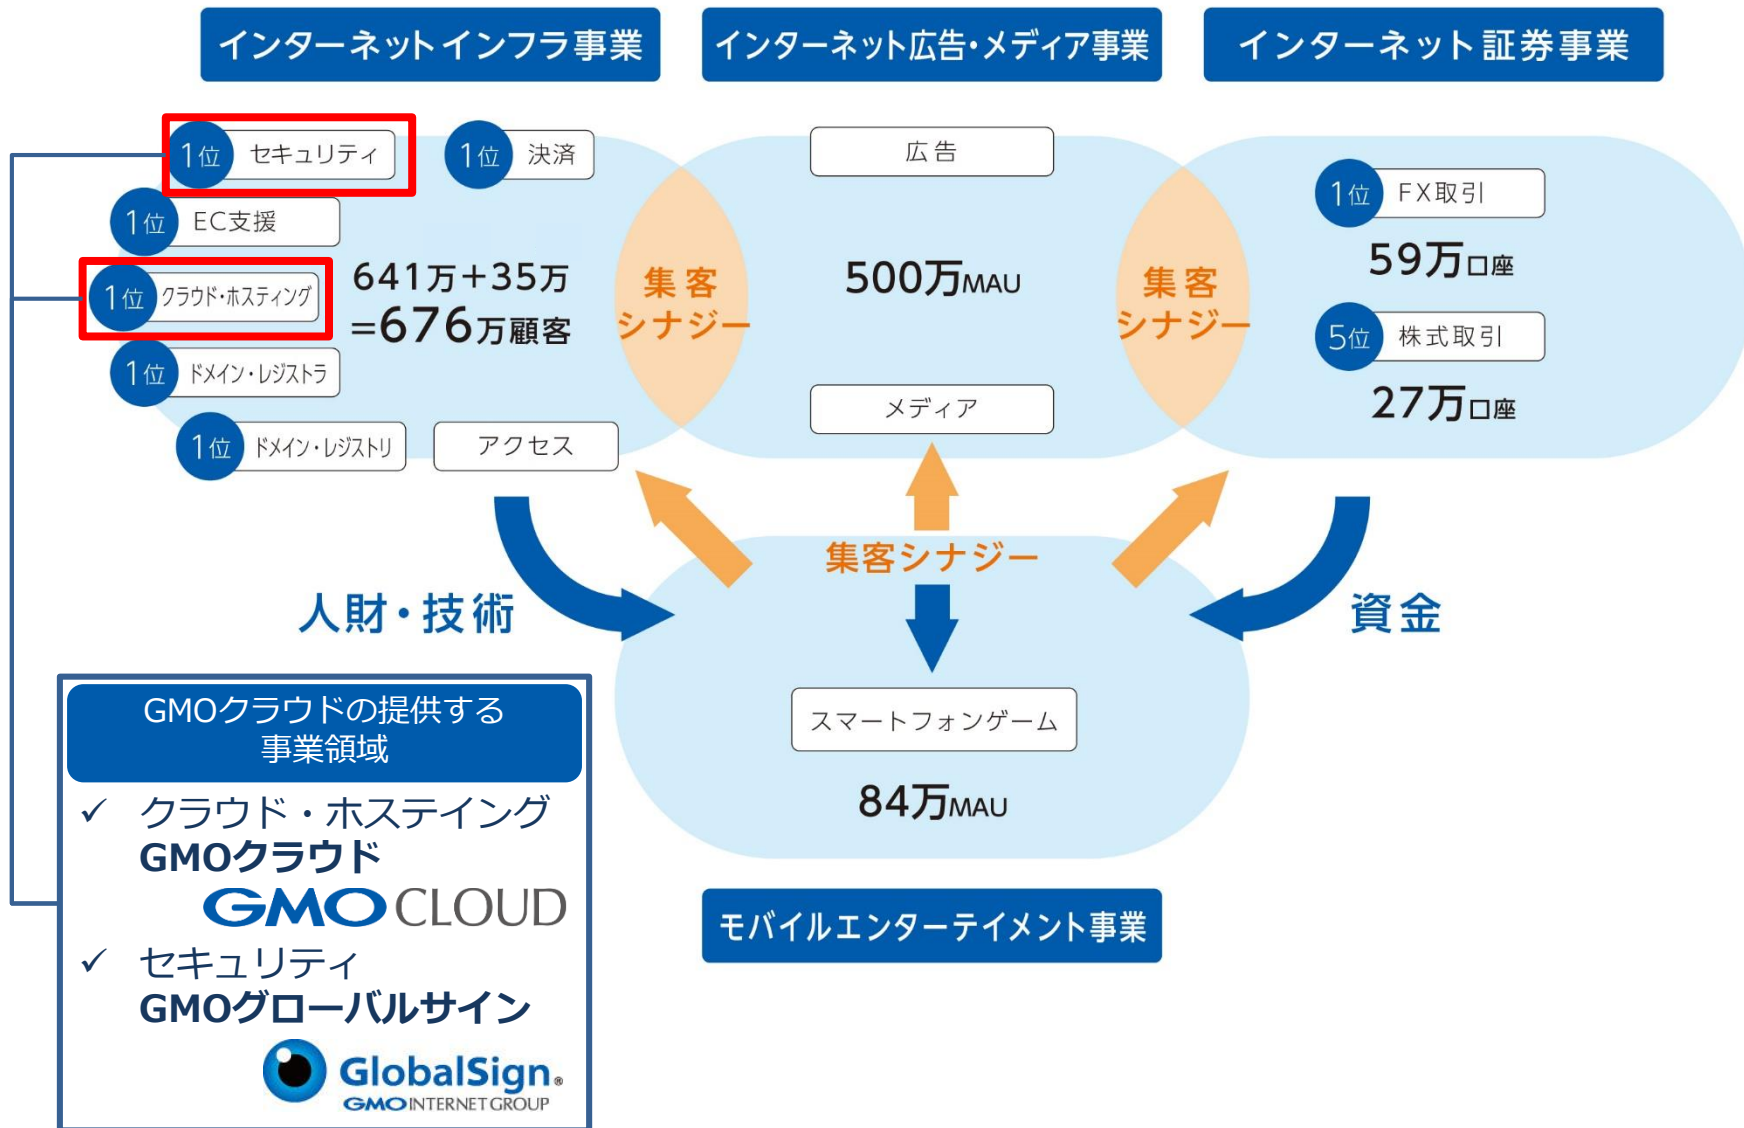 インターネットインフラ事業
インターネット広告・メディア事業
インターネット証券事業
1位 セキュリティ
1位 決済
1位 EC支援
1位 クラウド・ホスティング
1位 ドメイン・レジストラ
1位 ドメイン・レジストリ
アクセス
641万+35万
=676万顧客
集客
シナジー
広告
500万MAU
メディア
集客
シナジー
1位 FX取引
59万口座
5位 株式取引
27万口座
集客シナジー
人財・技術
資金
スマートフォンゲーム
84万MAU
モバイルエンターテイメント事業
GMOクラウドの提供する
事業領域
✓ クラウド・ホステイング
GMOクラウド
GMO CLOUD
✓ セキュリティ
GMOグローバルサイン
GlobalSign®
GMO INTERNET GROUP